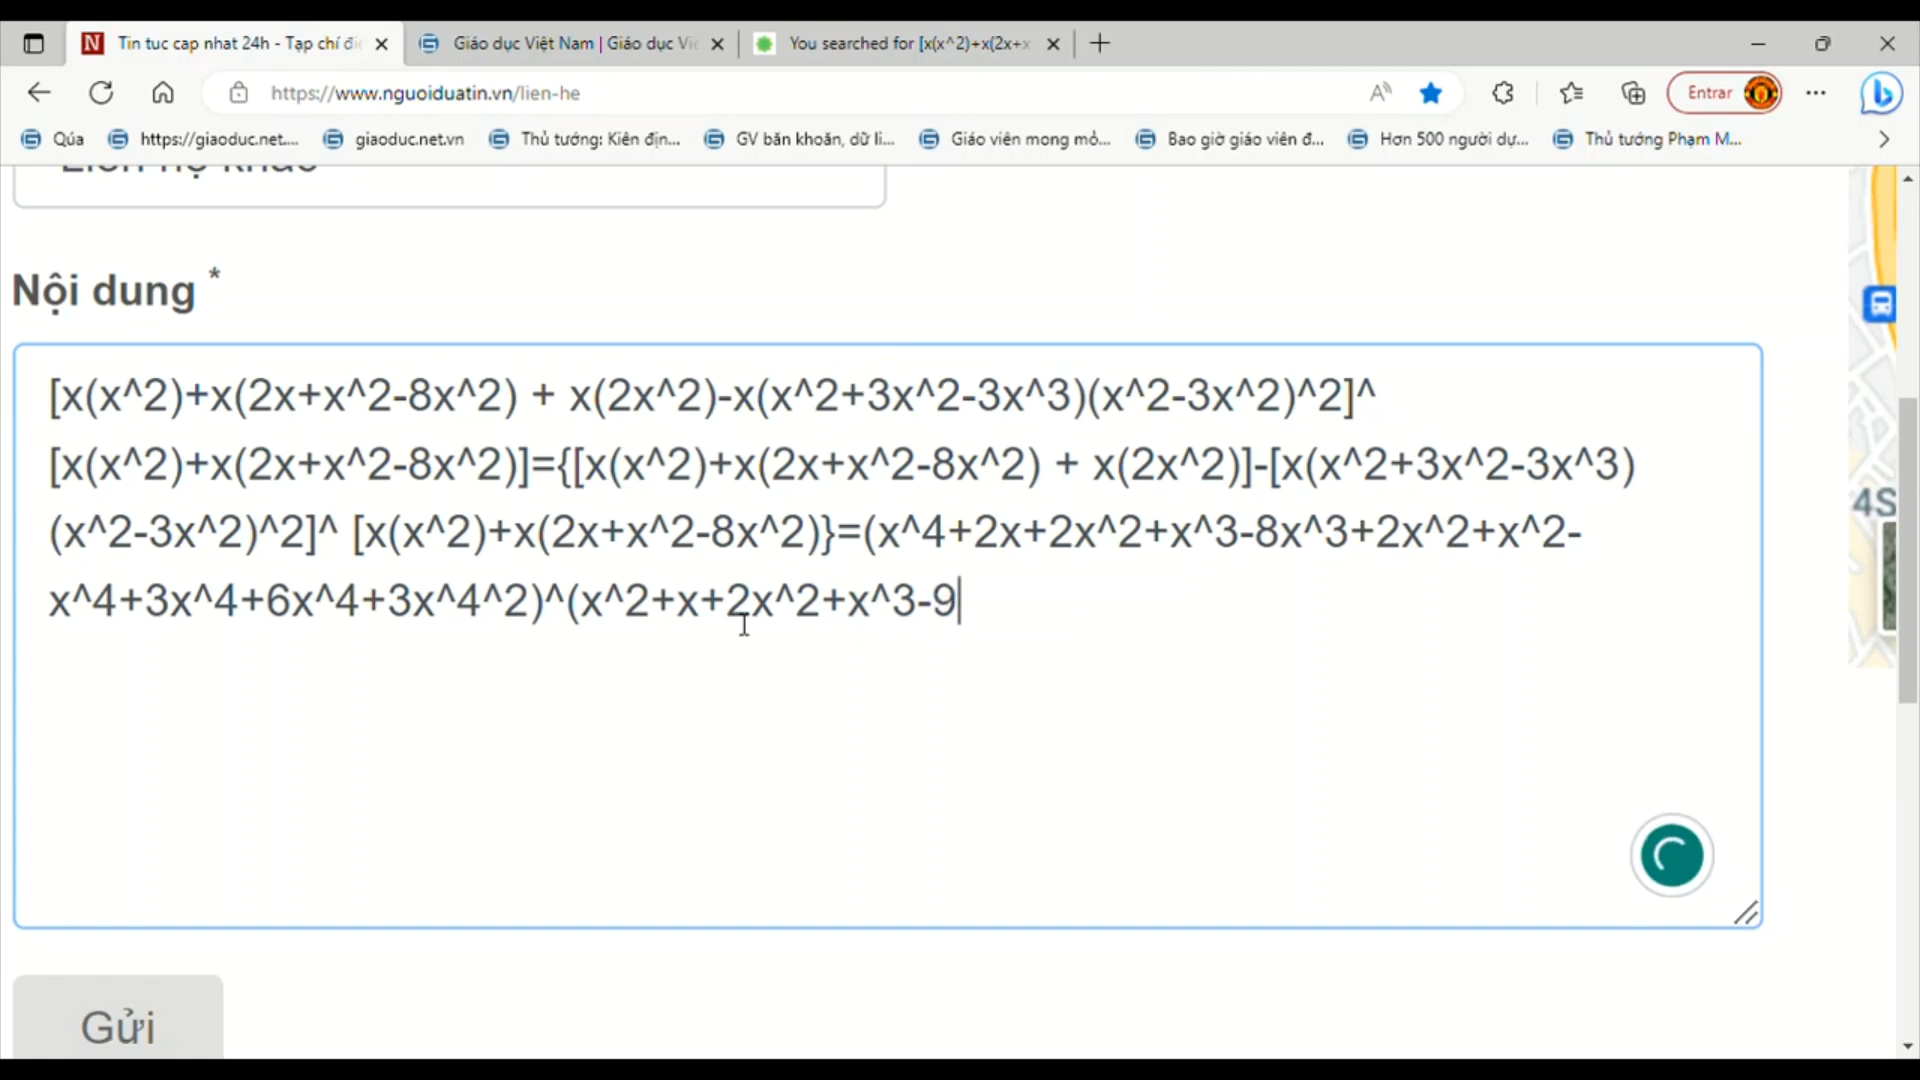 Tin tuc cap nhat 24h - Tạp chí đi
Giáo dục Việt Nam | Giáo dục Vi
You searched for [x(x^2)+x(2x+x
https://www.nguoiduatin.vn/lien-he
Entrar
Qúa
https://giaoduc.net....
giaoduc.net.vn
Thủ tướng: Kiên địn...
GV băn khoăn, dữ li...
Giáo viên mong mỏ...
Bao giờ giáo viên đ...
Hơn 500 người dự...
Thủ tướng Phạm M...
Liên hệ khác
Nội dung *
[x(x^2)+x(2x+x^2-8x^2) + x(2x^2)-x(x^2+3x^2-3x^3)(x^2-3x^2)^2]^
[x(x^2)+x(2x+x^2-8x^2)]={[x(x^2)+x(2x+x^2-8x^2) + x(2x^2)]-[x(x^2+3x^2-3x^3)
(x^2-3x^2)^2]^ [x(x^2)+x(2x+x^2-8x^2)}=(x^4+2x+2x^2+x^3-8x^3+2x^2+x^2-
x^4+3x^4+6x^4+3x^4^2)^(x^2+x+2x^2+x^3-9
4S
Gửi